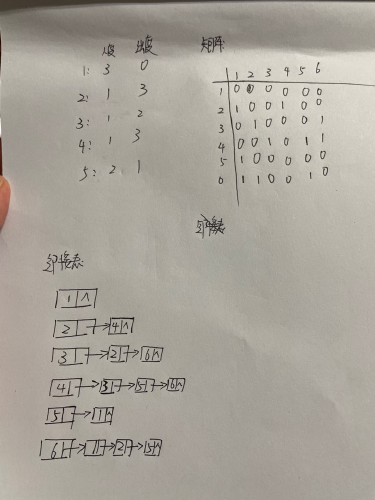 入度 出度
1: 3 0
2: 1 3
3: 1 2
4: 1 3
5: 2 1
矩阵:
1 2 3 4 5 6
1 0 0 0 0 0 0
2 1 0 0 1 0 0
3 0 1 0 0 0 1
4 0 0 1 0 1 1
5 1 0 0 0 0 0
6 1 1 0 0 1 0
邻接表:
1 ∧
2 → 4 ∧
3 → 2 → 6 ∧
4 → 3 → 5 → 6 ∧
5 → 1 ∧
6 → 1 → 2 → 5 ∧